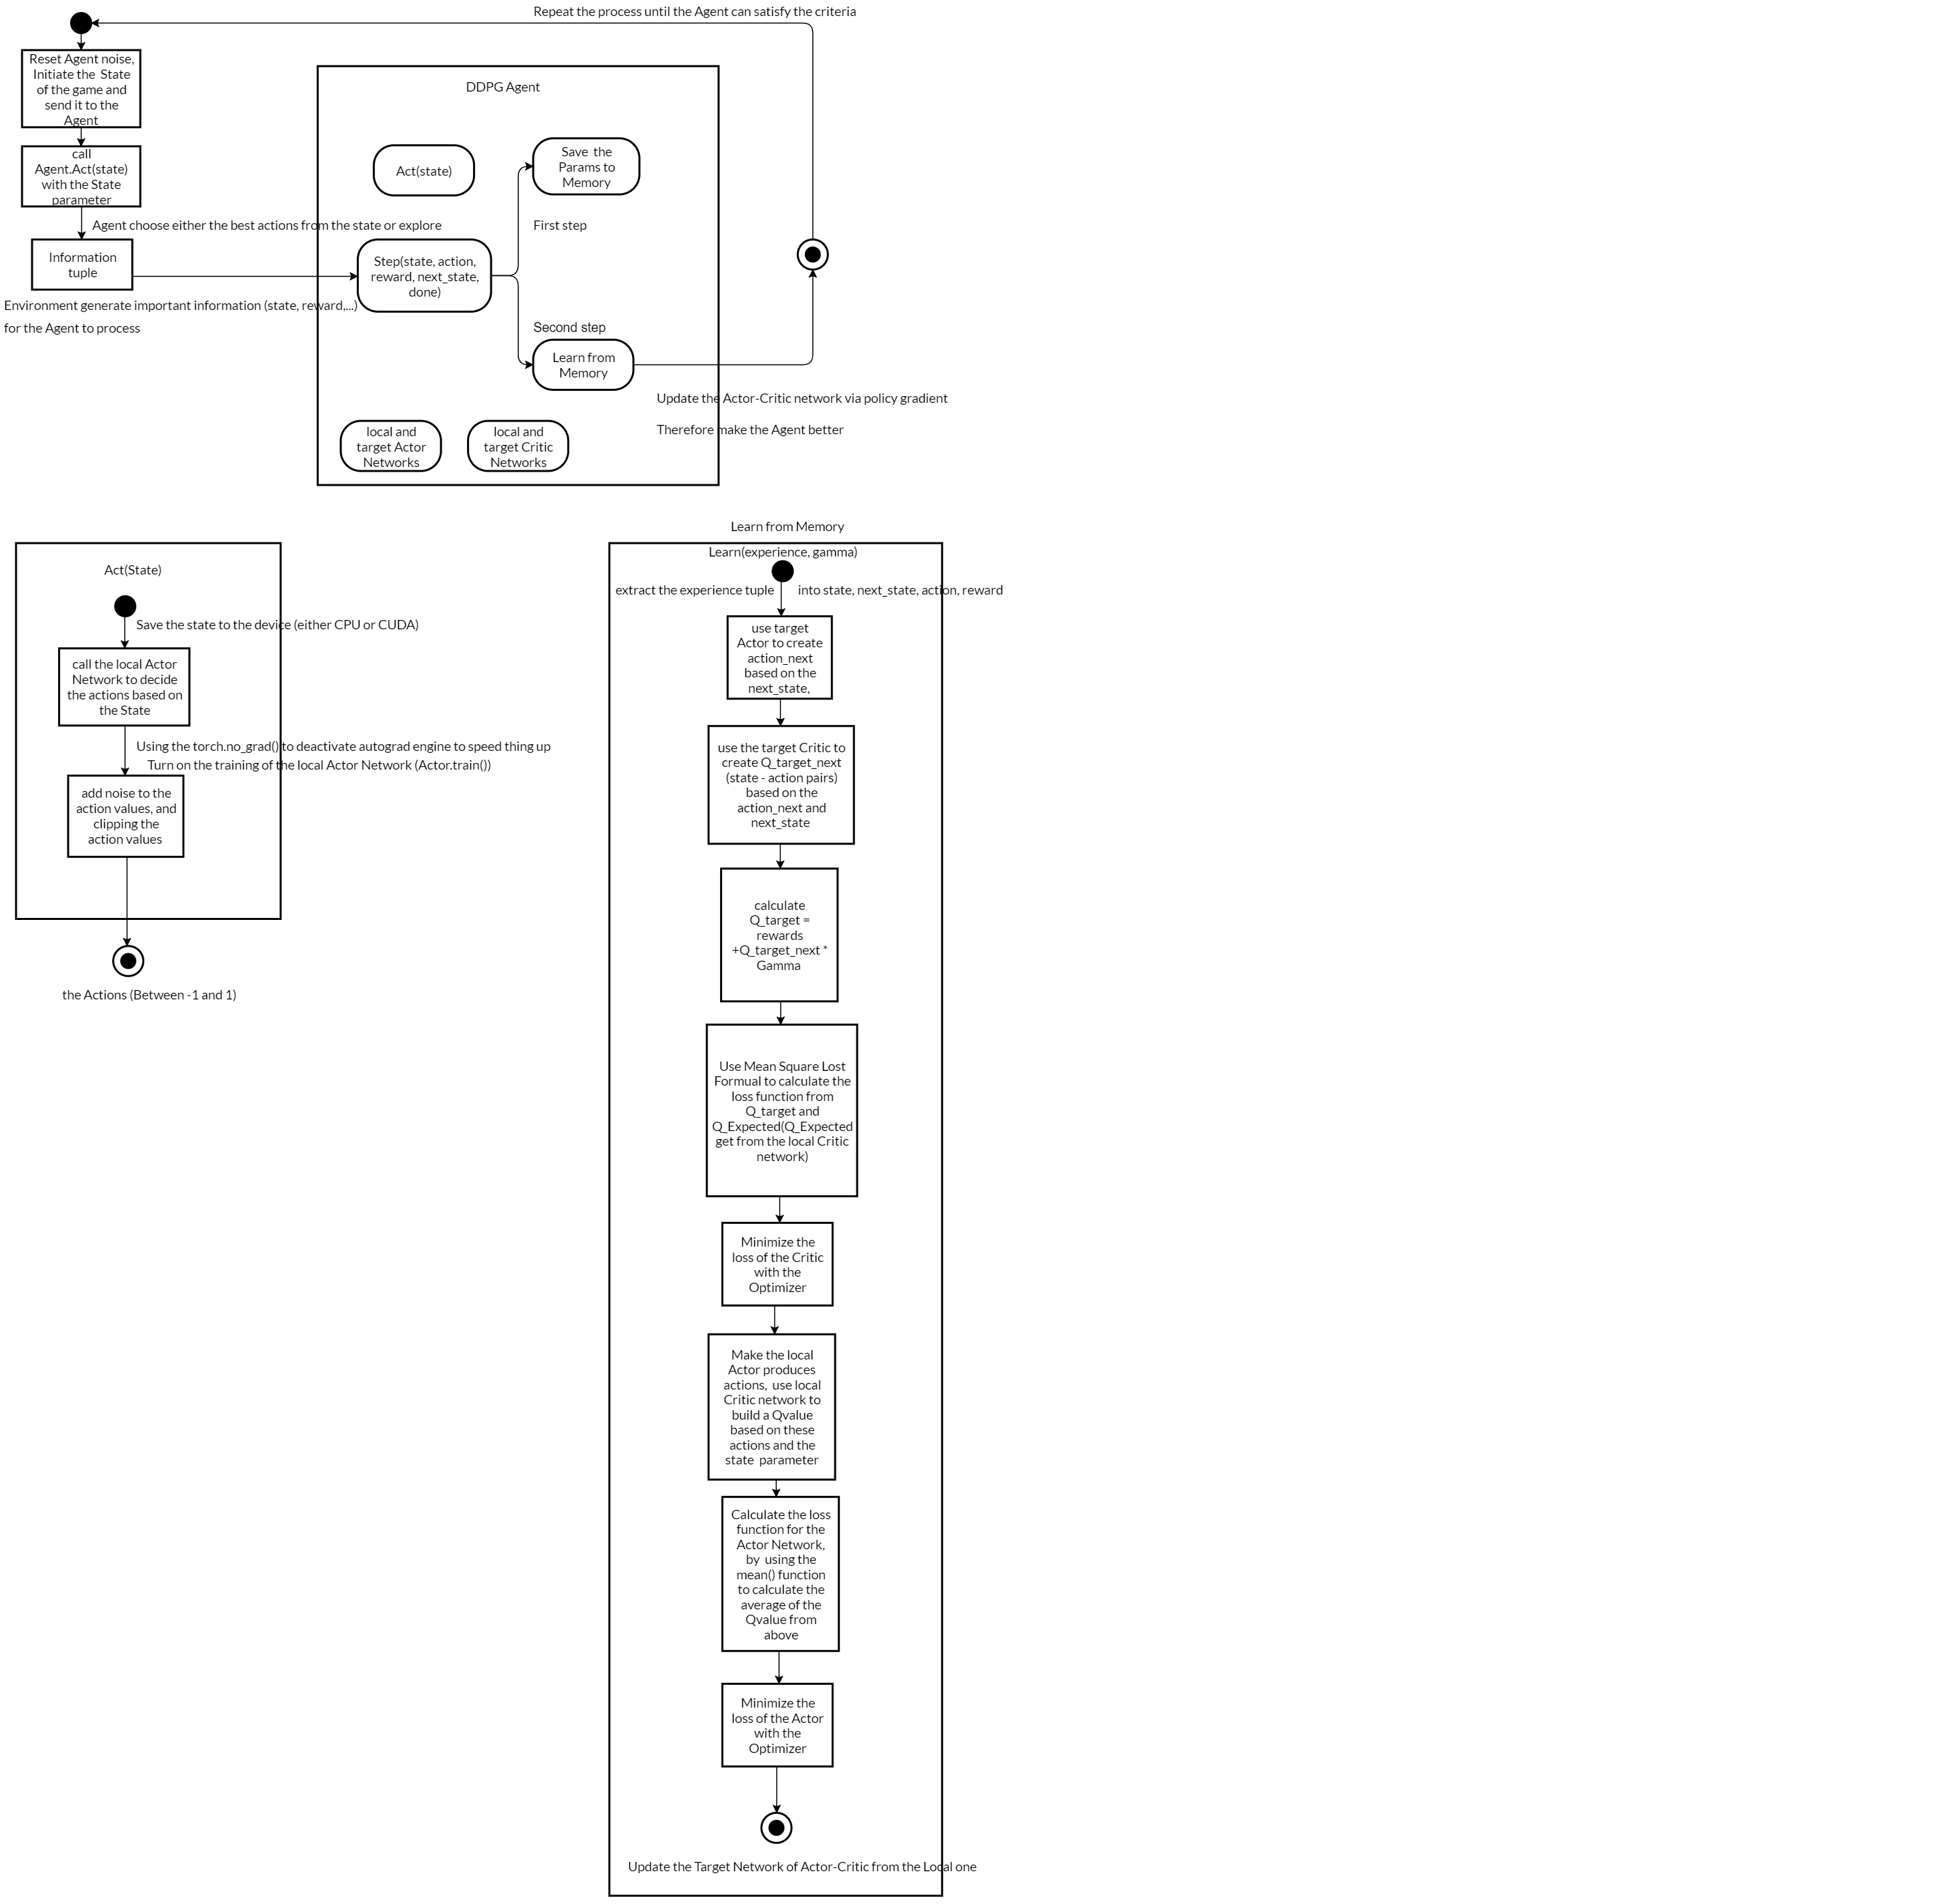 Repeat the process until the Agent can satisfy the criteria
Reset Agent noise,
Initiate the State
of the game and
send it to the
Agent
call
Agent.Act(state)
with the State
parameter
Agent choose either the best actions from the state or explore
Information
tuple
Environment generate important information (state, reward,...)
for the Agent to process
DDPG Agent
Act(state)
Save the
Params to
Memory
First step
Step(state, action,
reward, next_state,
done)
Second step
Learn from
Memory
Update the Actor-Critic network via policy gradient
Therefore make the Agent better
local and
target Actor
Networks
local and
target Critic
Networks
Act(State)
Save the state to the device (either CPU or CUDA)
call the local Actor
Network to decide
the actions based on
the State
Using the torch.no_grad() to deactivate autograd engine to speed thing up
Turn on the training of the local Actor Network (Actor.train())
add noise to the
action values, and
clipping the
action values
the Actions (Between -1 and 1)
Learn from Memory
Learn(experience, gamma)
extract the experience tuple into state, next_state, action, reward
use target
Actor to create
action_next
based on the
next_state,
use the target Critic to
create Q_target_next
(state - action pairs)
based on the
action_next and
next_state
calculate
Q_target =
rewards
+Q_target_next *
Gamma
Use Mean Square Lost
Formual to calculate the
loss function from
Q_target and
Q_Expected(Q_Expected
get from the local Critic
network)
Minimize the
loss of the Critic
with the
Optimizer
Make the local
Actor produces
actions, use local
Critic network to
build a Qvalue
based on these
actions and the
state parameter
Calculate the loss
function for the
Actor Network,
by using the
mean() function
to calculate the
average of the
Qvalue from
above
Minimize the
loss of the Actor
with the
Optimizer
Update the Target Network of Actor-Critic from the Local one